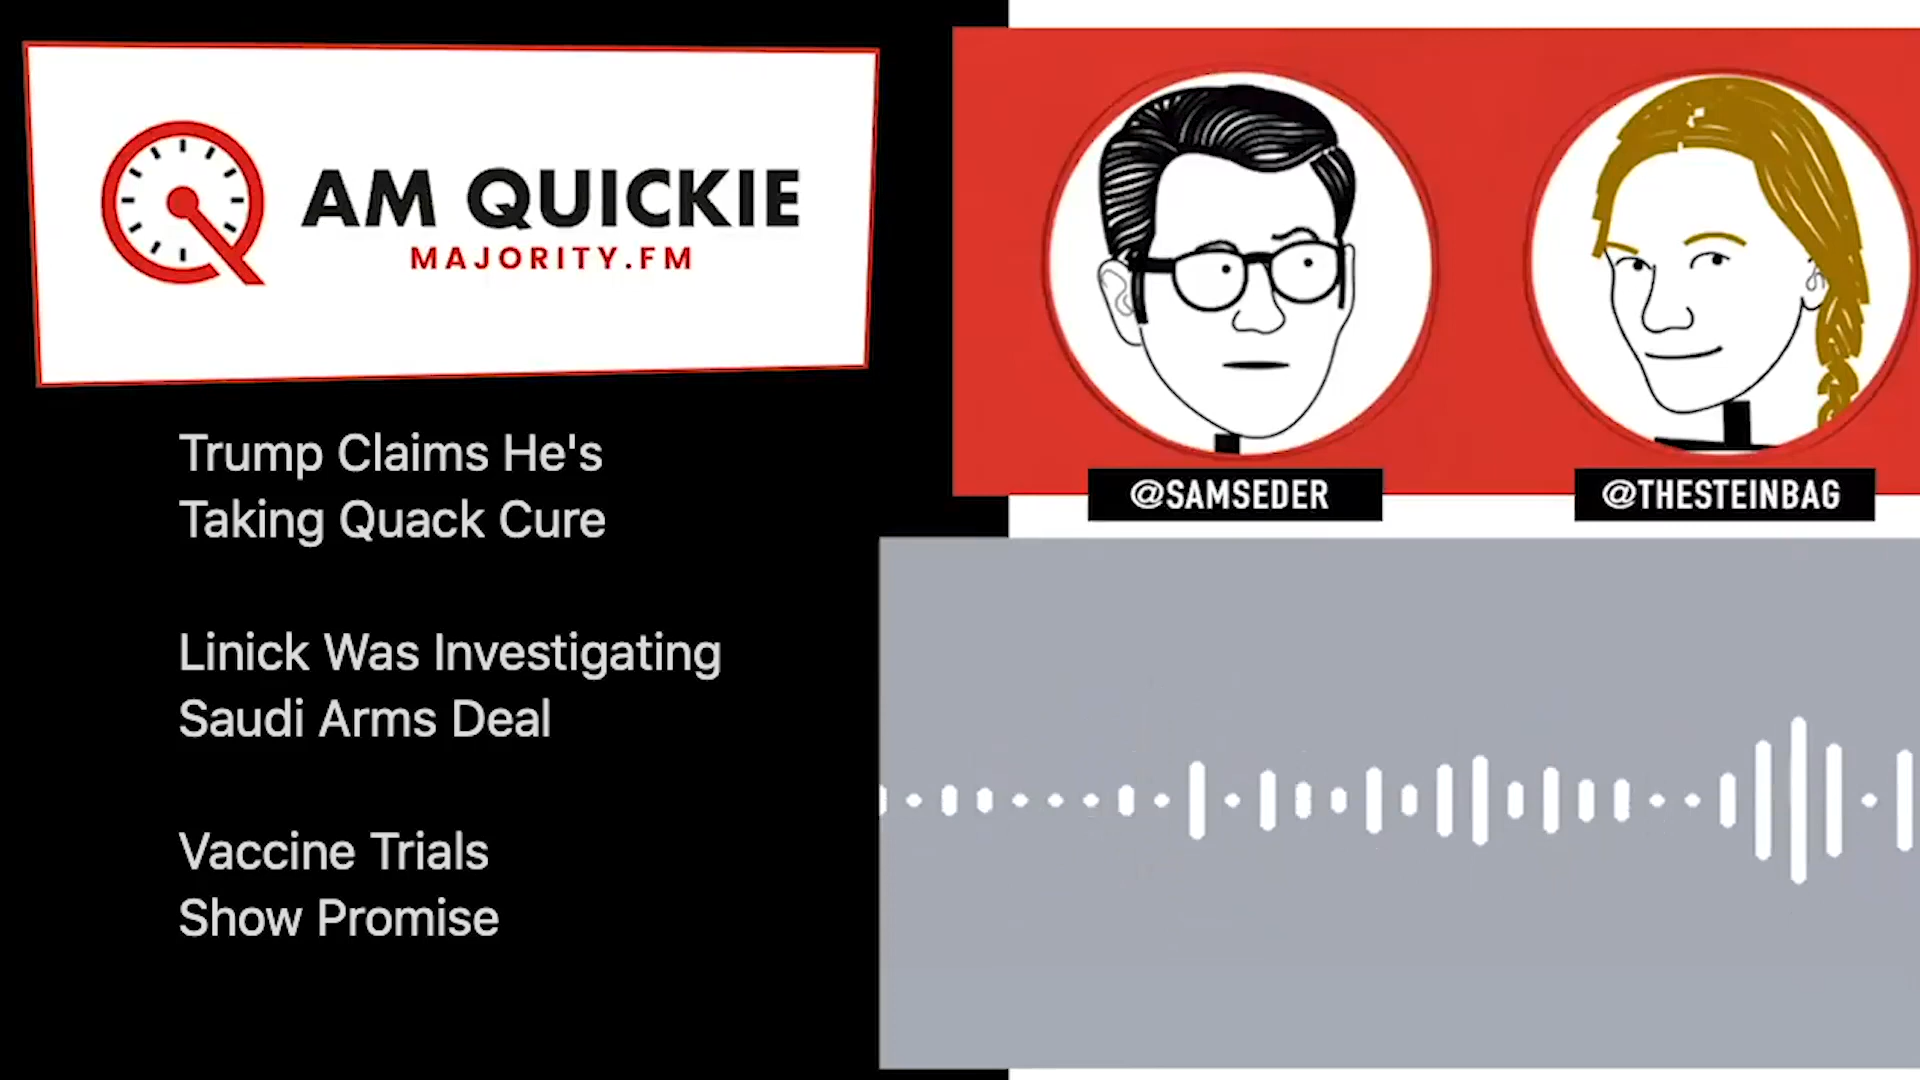 AM QUICKIE
MAJORITY.FM
Trump Claims He's
Taking Quack Cure
Linick Was Investigating
Saudi Arms Deal
Vaccine Trials
Show Promise
@SAMSEDER
@THESTEINBAG